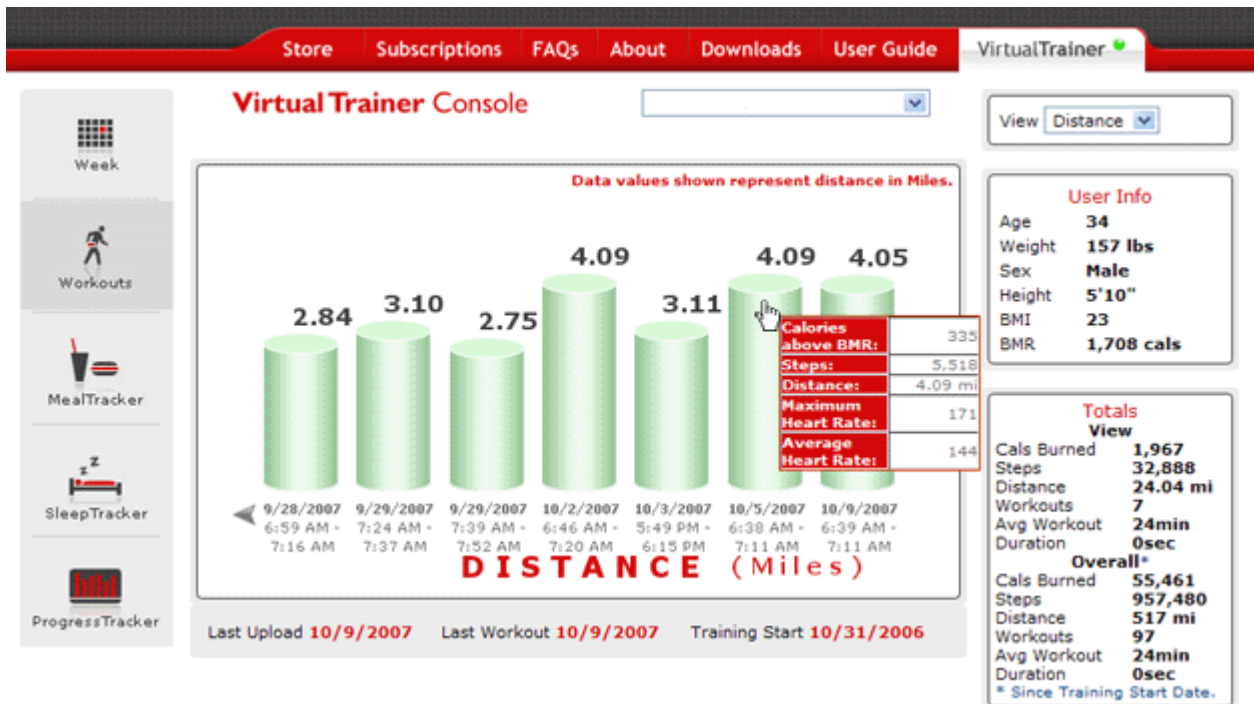 Store Subscriptions FAQs About Downloads User Guide VirtualTrainer
Virtual Trainer Console
View Distance
Week
Workouts
MealTracker
zZ
SleepTracker
ProgressTracker
Data values shown represent distance in Miles.
2.84 3.10 2.75 4.09 3.11 4.09 4.05
Calories above BMR: 335
Steps: 5,518
Distance: 4.09 mi
Maximum Heart Rate: 171
Average Heart Rate: 144
9/28/2007 9/29/2007 9/29/2007 10/2/2007 10/3/2007 10/5/2007 10/9/2007
6:59 AM - 7:24 AM - 7:39 AM - 6:46 AM - 5:49 PM - 6:38 AM - 6:39 AM -
7:16 AM 7:37 AM 7:52 AM 7:20 AM 6:15 PM 7:11 AM 7:11 AM
DISTANCE (Miles)
Last Upload 10/9/2007 Last Workout 10/9/2007 Training Start 10/31/2006
User Info
Age 34
Weight 157 lbs
Sex Male
Height 5'10"
BMI 23
BMR 1,708 cals
Totals
View
Cals Burned 1,967
Steps 32,888
Distance 24.04 mi
Workouts 7
Avg Workout 24min
Duration 0sec
Overall*
Cals Burned 55,461
Steps 957,480
Distance 517 mi
Workouts 97
Avg Workout 24min
Duration 0sec
* Since Training Start Date.